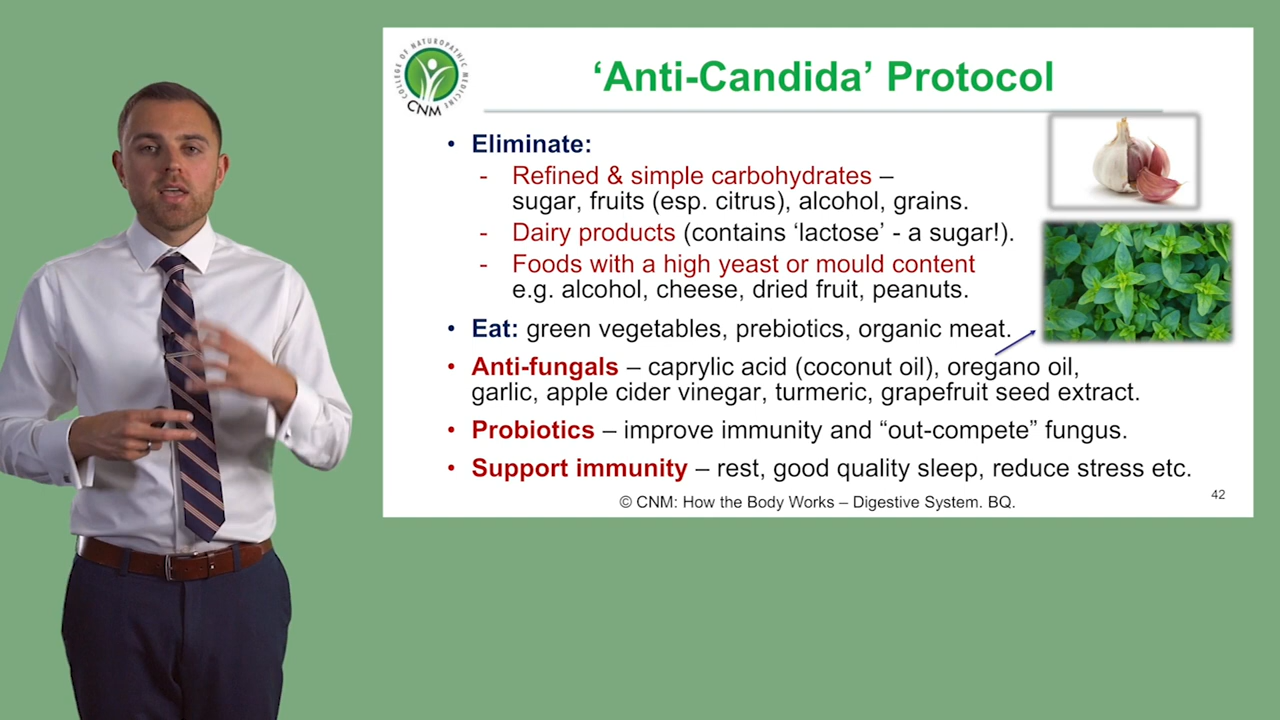 COLLEGE OF NATUROPATHIC MEDICINE
CNM
‘Anti-Candida’ Protocol
• Eliminate:
- Refined & simple carbohydrates –
sugar, fruits (esp. citrus), alcohol, grains.
- Dairy products (contains ‘lactose’ - a sugar!).
- Foods with a high yeast or mould content
e.g. alcohol, cheese, dried fruit, peanuts.
• Eat: green vegetables, prebiotics, organic meat.
• Anti-fungals – caprylic acid (coconut oil), oregano oil,
garlic, apple cider vinegar, turmeric, grapefruit seed extract.
• Probiotics – improve immunity and “out-compete” fungus.
• Support immunity – rest, good quality sleep, reduce stress etc.
© CNM: How the Body Works – Digestive System. BQ.
42